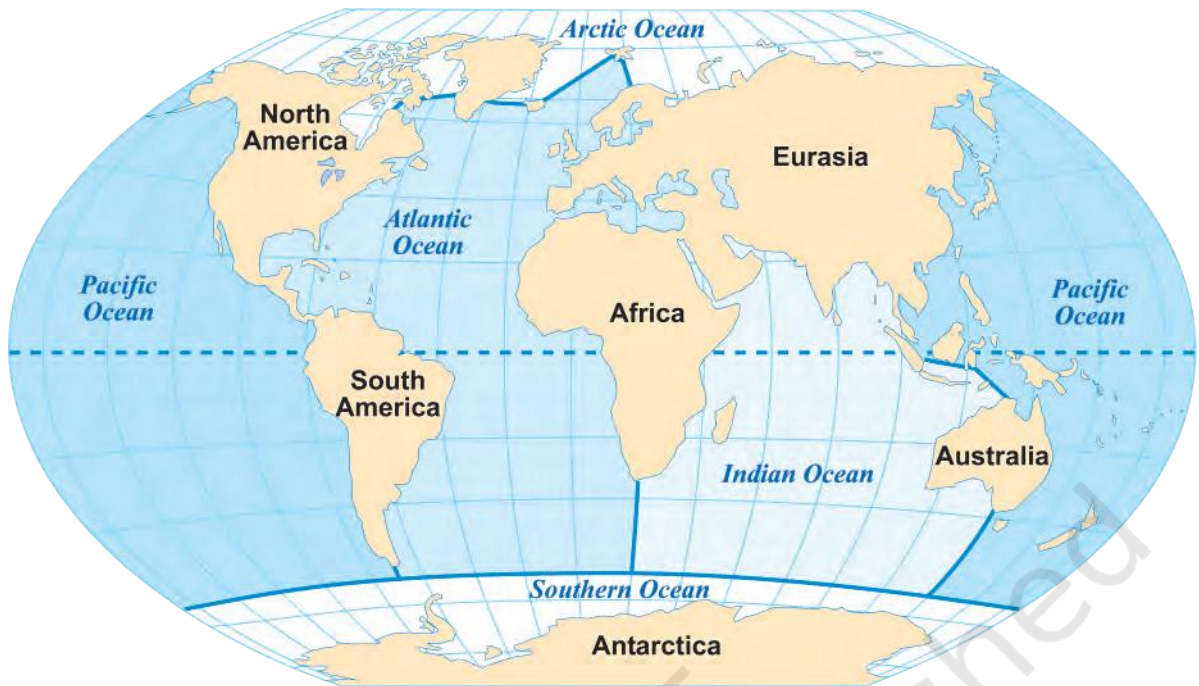 Arctic Ocean
North
America
Eurasia
Atlantic
Ocean
Pacific
Ocean
Africa
Pacific
Ocean
South
America
Australia
Indian Ocean
Southern Ocean
Antarctica